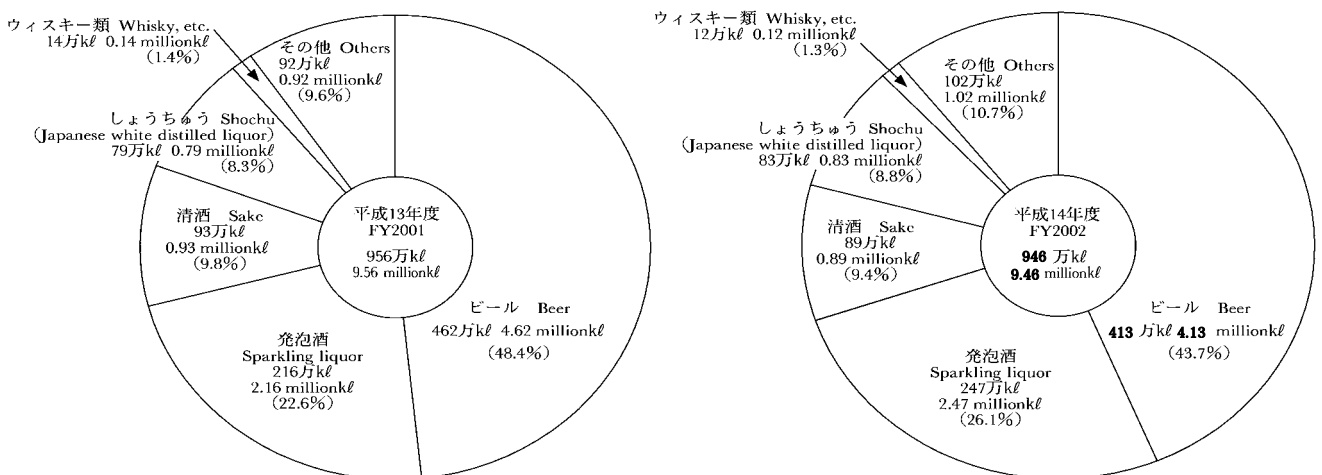 ウィスキー類 Whisky, etc.
14万kℓ 0.14 millionkℓ
(1.4%)
その他 Others
92万kℓ
0.92 millionkℓ
(9.6%)
しょうちゅう Shochu
(Japanese white distilled liquor)
79万kℓ 0.79 millionkℓ
(8.3%)
清酒 Sake
93万kℓ
0.93 millionkℓ
(9.8%)
平成13年度
FY2001
956万kℓ
9.56 millionkℓ
ビール Beer
462万kℓ 4.62 millionkℓ
(48.4%)
発泡酒
Sparkling liquor
216万kℓ
2.16 millionkℓ
(22.6%)
ウィスキー類 Whisky, etc.
12万kℓ 0.12 millionkℓ
(1.3%)
その他 Others
102万kℓ
1.02 millionkℓ
(10.7%)
しょうちゅう Shochu
(Japanese white distilled liquor)
83万kℓ 0.83 millionkℓ
(8.8%)
清酒 Sake
89万kℓ
0.89 millionkℓ
(9.4%)
平成14年度
FY2002
946 万kℓ
9.46 millionkℓ
ビール Beer
413 万kℓ 4.13 millionkℓ
(43.7%)
発泡酒
Sparkling liquor
247万kℓ
2.47 millionkℓ
(26.1%)